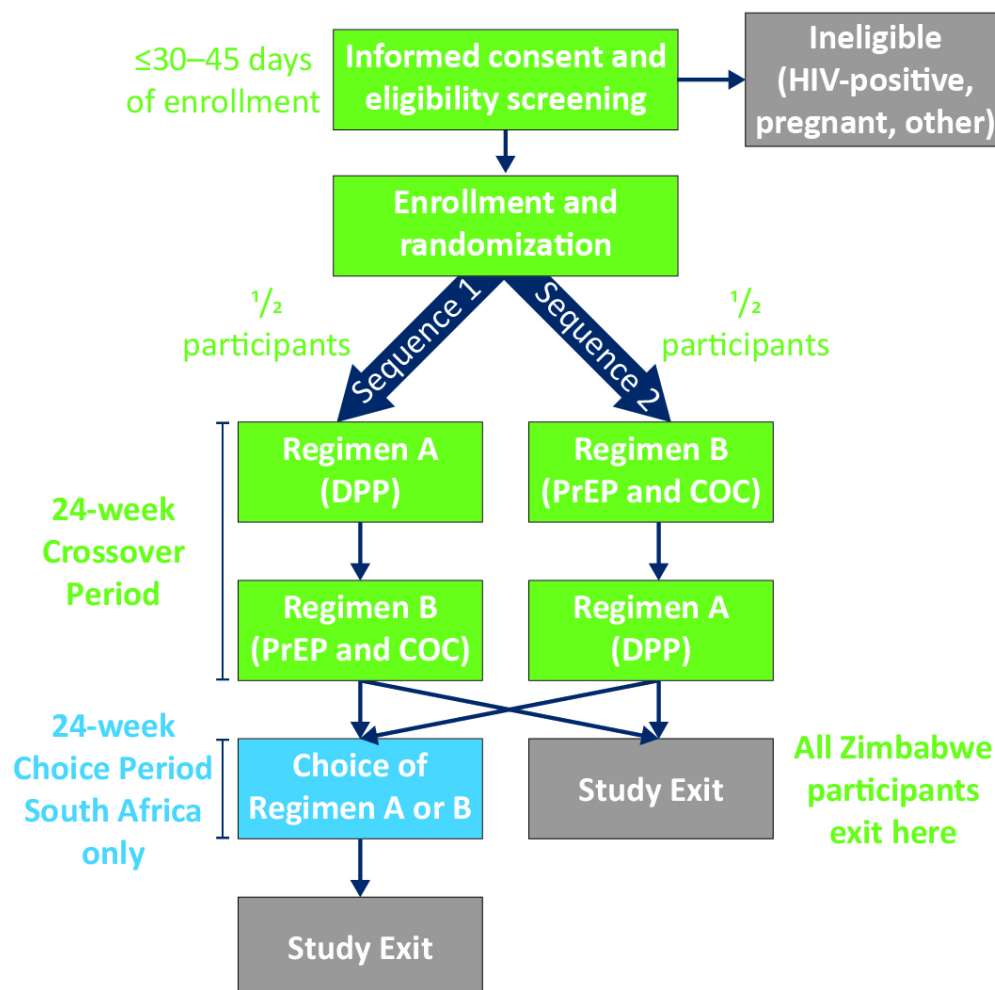 ≤30–45 days
of enrollment
Informed consent and
eligibility screening
Ineligible
(HIV-positive,
pregnant, other)
Enrollment and
randomization
½
participants
Sequence 1
Sequence 2
½
participants
24-week
Crossover
Period
Regimen A
(DPP)
Regimen B
(PrEP and COC)
Regimen B
(PrEP and COC)
Regimen A
(DPP)
24-week
Choice Period
South Africa
only
Choice of
Regimen A or B
Study Exit
All Zimbabwe
participants
exit here
Study Exit